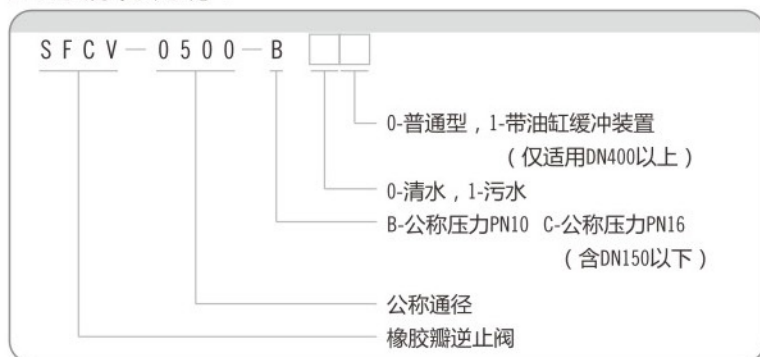 SFCV—0500—B□□
0-普通型，1-带油缸缓冲装置
（仅适用DN400以上）
0-清水，1-污水
B-公称压力PN10 C-公称压力PN16
（含DN150以下）
公称通径
橡胶瓣逆止阀